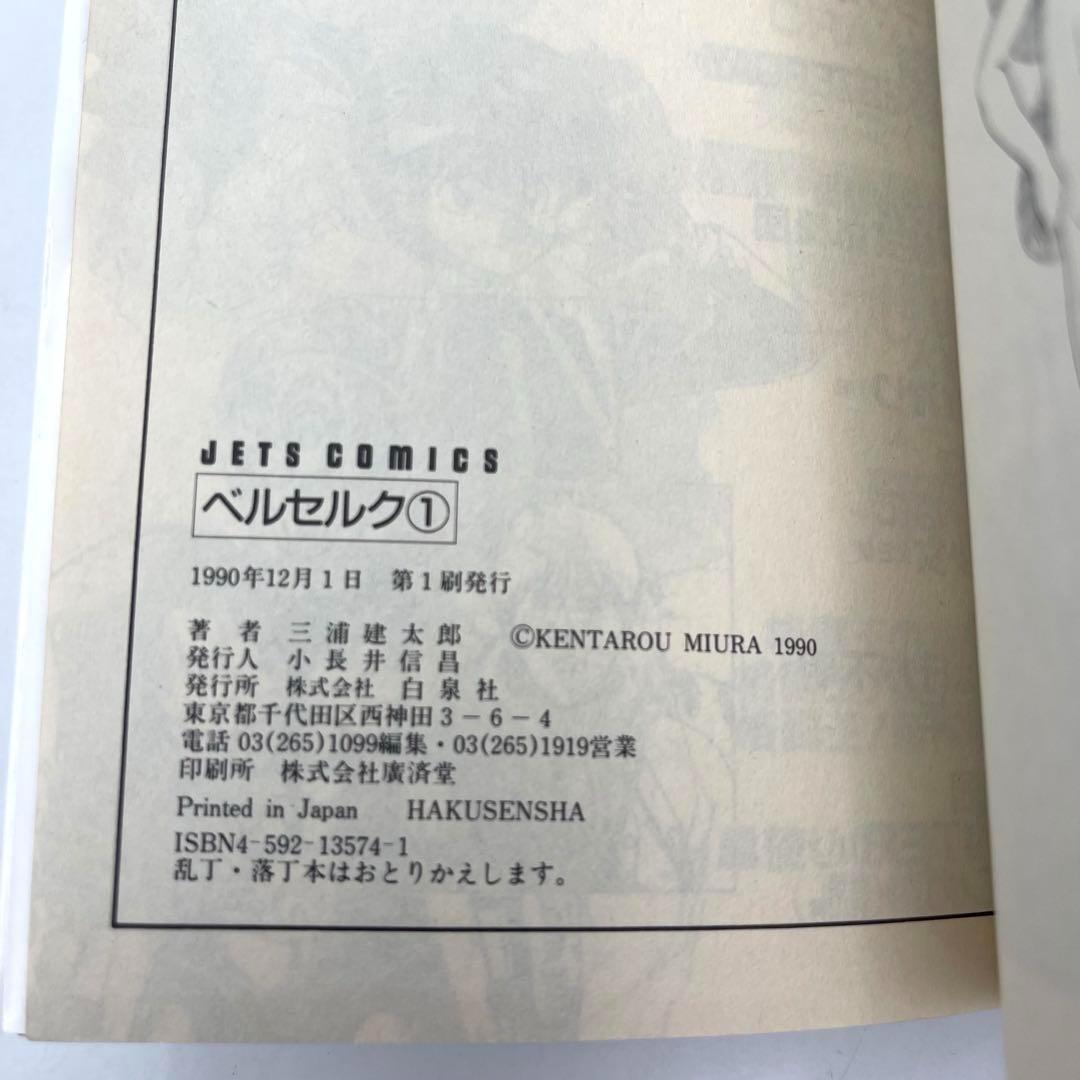 JETS COMICS
ベルセルク①
1990年12月1日 第1刷発行
著者 三浦建太郎 ©KENTAROU MIURA 1990
発行人 小長井信昌
発行所 株式会社 白泉社
東京都千代田区西神田3-6-4
電話 03(265)1099編集・03(265)1919営業
印刷所 株式会社廣済堂
Printed in Japan HAKUSENSHA
ISBN4-592-13574-1
乱丁・落丁本はおとりかえします。